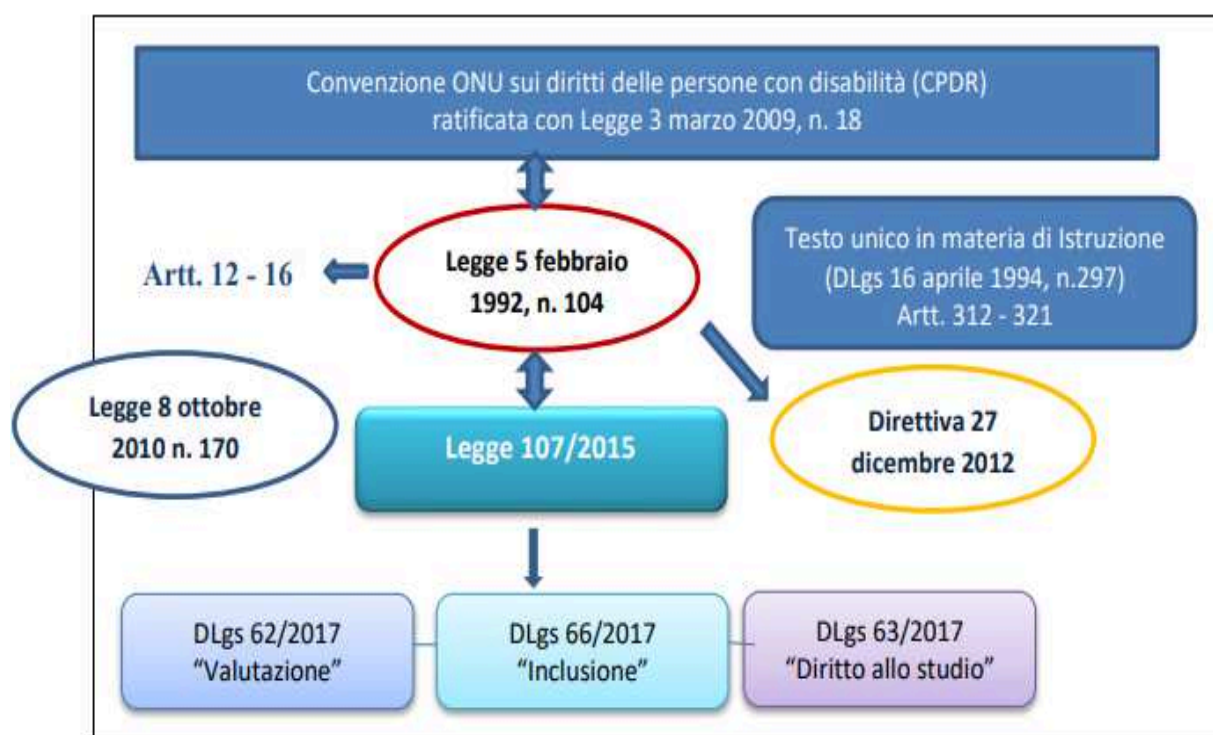 Convenzione ONU sui diritti delle persone con disabilità (CPDR)
ratificata con Legge 3 marzo 2009, n. 18
Legge 5 febbraio
1992, n. 104
Artt. 12 - 16
Testo unico in materia di Istruzione
(DLgs 16 aprile 1994, n.297)
Artt. 312 - 321
Legge 8 ottobre
2010 n. 170
Legge 107/2015
Direttiva 27
dicembre 2012
DLgs 62/2017
“Valutazione”
DLgs 66/2017
“Inclusione”
DLgs 63/2017
“Diritto allo studio”